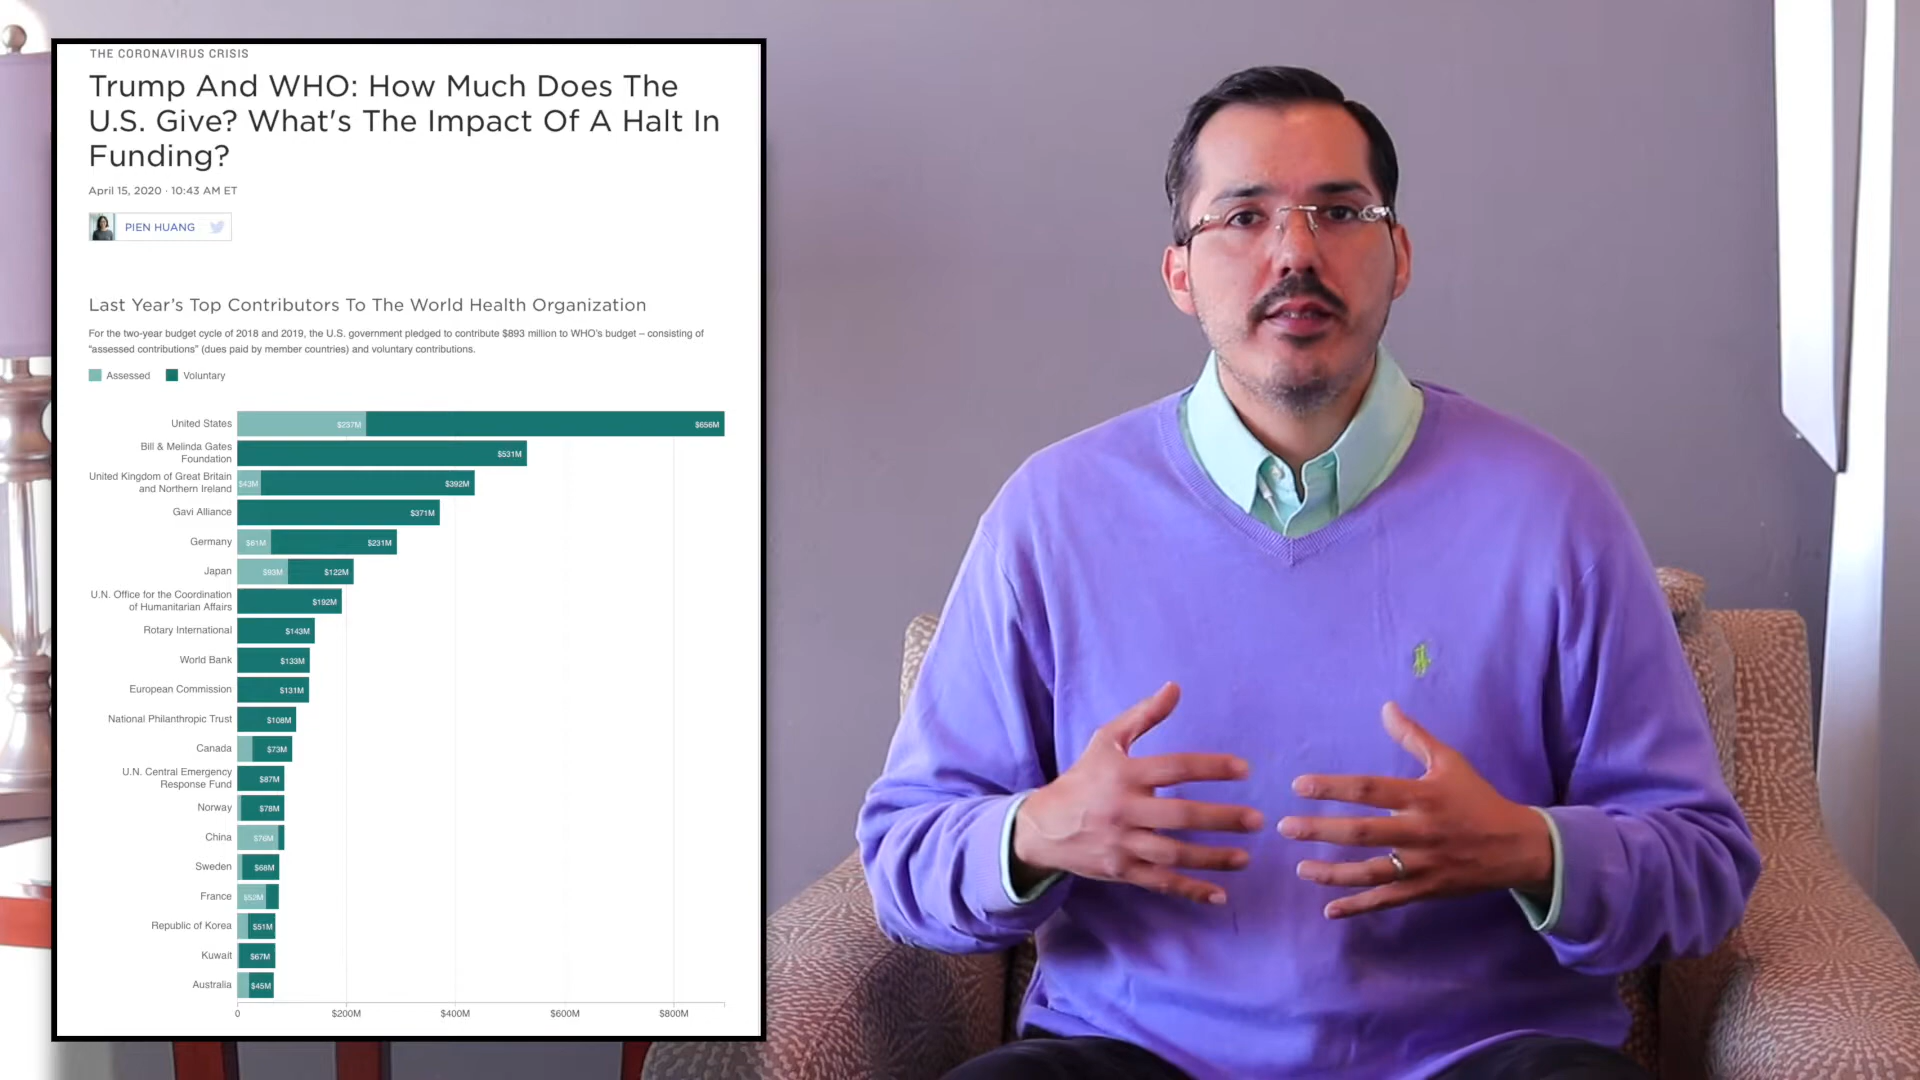 THE CORONAVIRUS CRISIS
Trump And WHO: How Much Does The
U.S. Give? What's The Impact Of A Halt In
Funding?
April 15, 2020 · 10:43 AM ET
PIEN HUANG
Last Year's Top Contributors To The World Health Organization
For the two-year budget cycle of 2018 and 2019, the U.S. government pledged to contribute $893 million to WHO's budget – consisting of
"assessed contributions" (dues paid by member countries) and voluntary contributions.
Assessed Voluntary
United States $237M $656M
Bill & Melinda Gates
Foundation $531M
United Kingdom of Great Britain
and Northern Ireland $43M $392M
Gavi Alliance $371M
Germany $61M $231M
Japan $93M $122M
U.N. Office for the Coordination
of Humanitarian Affairs $192M
Rotary International $143M
World Bank $133M
European Commission $131M
National Philanthropic Trust $108M
Canada $73M
U.N. Central Emergency
Response Fund $87M
Norway $78M
China $76M
Sweden $68M
France $52M
Republic of Korea $51M
Kuwait $67M
Australia $45M
0 $200M $400M $600M $800M